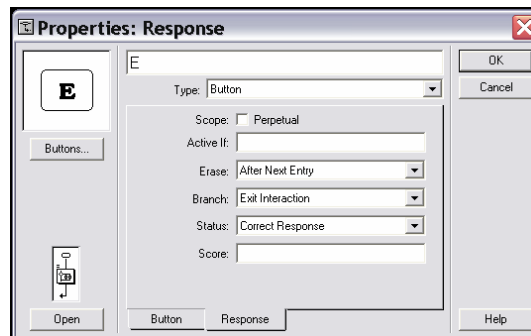 Properties: Response
E
OK
E
Type: Button
Cancel
Scope: Perpetual
Buttons...
Active If:
Erase: After Next Entry
Branch: Exit Interaction
Status: Correct Response
Score:
Open
Button Response
Help